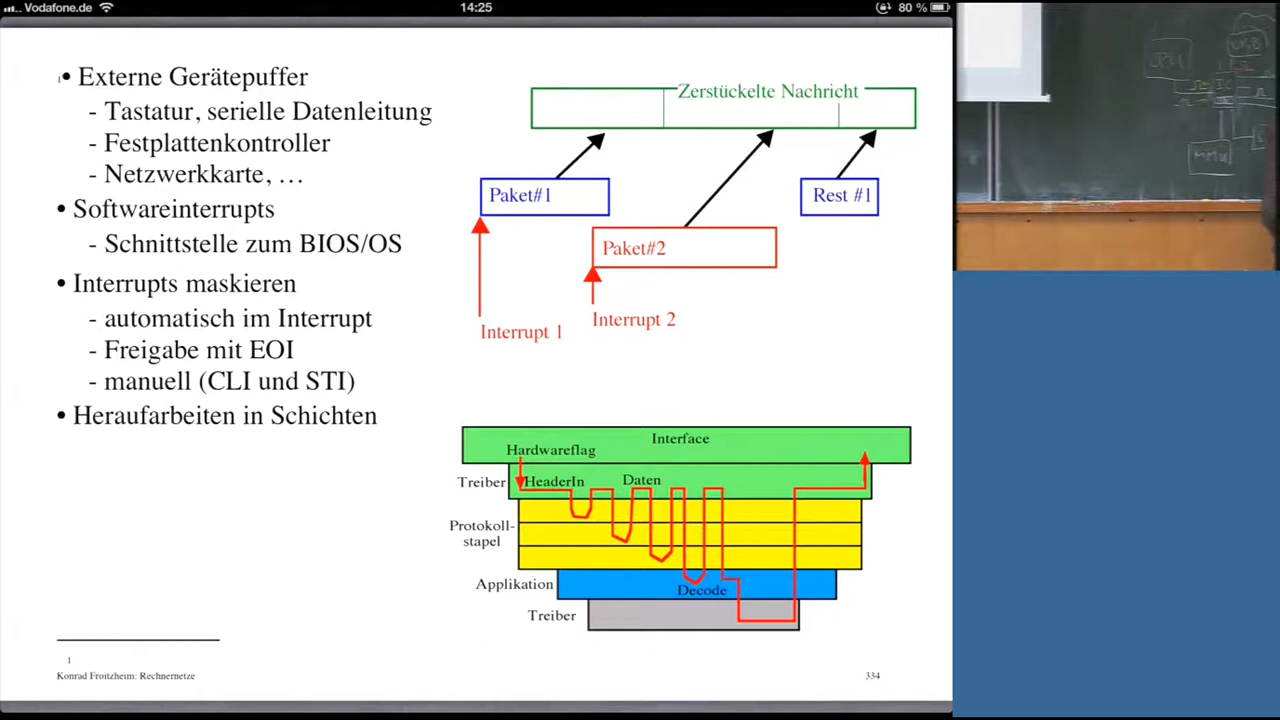 Vodafone.de
14:25
80 %
1
• Externe Gerätepuffer
- Tastatur, serielle Datenleitung
- Festplattenkontroller
- Netzwerkkarte, …
• Softwareinterrupts
- Schnittstelle zum BIOS/OS
• Interrupts maskieren
- automatisch im Interrupt
- Freigabe mit EOI
- manuell (CLI und STI)
• Heraufarbeiten in Schichten
Zerstückelte Nachricht
Paket#1
Rest #1
Paket#2
Interrupt 1
Interrupt 2
Interface
Hardwareflag
Treiber
HeaderIn
Daten
Protokoll-
stapel
Applikation
Decode
Treiber
1
Konrad Froitzheim: Rechnernetze
334
MMU